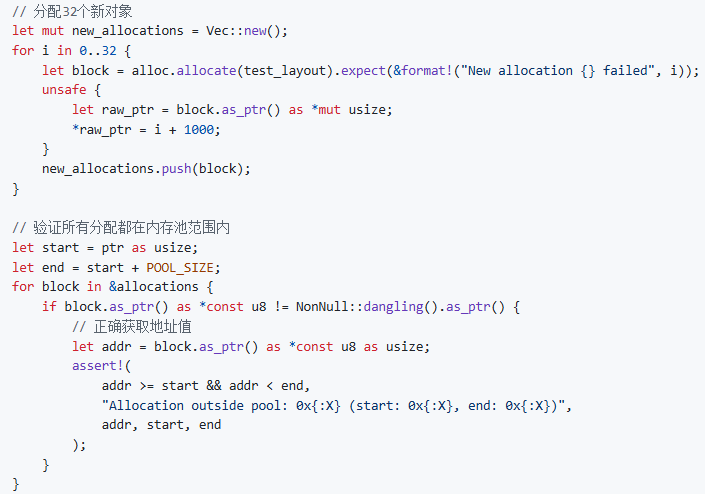 // 分配32个新对象
let mut new_allocations = Vec::new();
for i in 0..32 {
    let block = alloc.allocate(test_layout).expect(&format!("New allocation {} failed", i));
    unsafe {
        let raw_ptr = block.as_ptr() as *mut usize;
        *raw_ptr = i + 1000;
    }
    new_allocations.push(block);
}

// 验证所有分配都在内存池范围内
let start = ptr as usize;
let end = start + POOL_SIZE;
for block in &allocations {
    if block.as_ptr() as *const u8 != NonNull::dangling().as_ptr() {
        // 正确获取地址值
        let addr = block.as_ptr() as *const u8 as usize;
        assert!(
            addr >= start && addr < end,
            "Allocation outside pool: 0x{:X} (start: 0x{:X}, end: 0x{:X})",
            addr, start, end
        );
    }
}